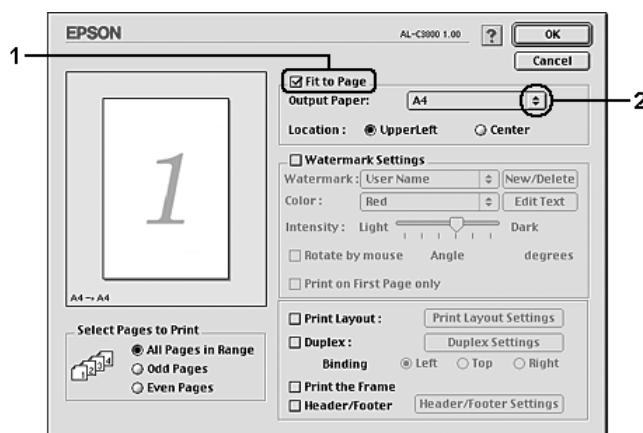 EPSON
AL-C3000 1.00
?
OK
Cancel
1
Fit to Page
Output Paper: A4
2
Location : UpperLeft Center
1
A4→A4
Watermark Settings
Watermark: User Name New/Delete
Color: Red Edit Text
Intensity: Light Dark
Rotate by mouse Angle degrees
Print on First Page only
Select Pages to Print
1 2 3 4
All Pages in Range
Odd Pages
Even Pages
Print Layout : Print Layout Settings
Duplex : Duplex Settings
Binding Left Top Right
Print the Frame
Header/Footer Header/Footer Settings